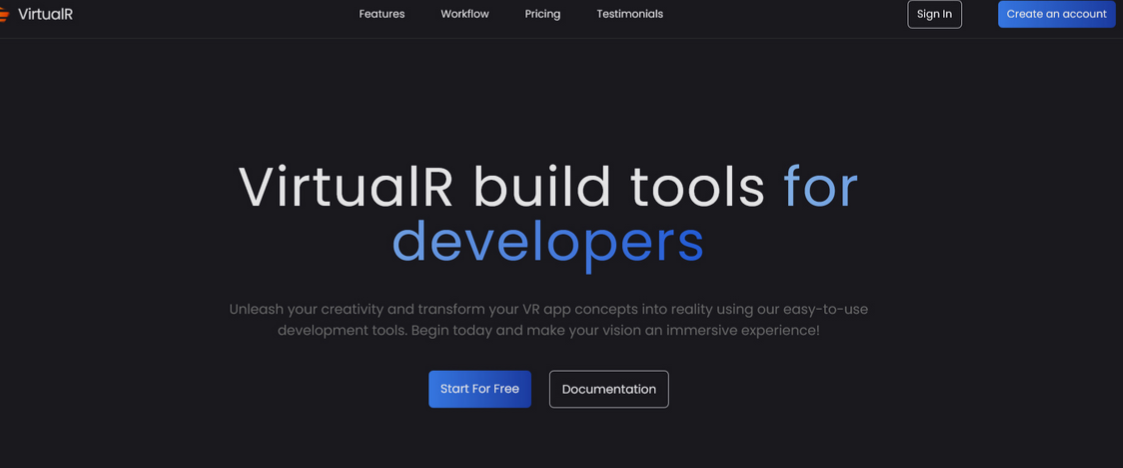 VirtualR
Features
Workflow
Pricing
Testimonials
Sign In
Create an account
VirtualR build tools for
developers
Unleash your creativity and transform your VR app concepts into reality using our easy-to-use
development tools. Begin today and make your vision an immersive experience!
Start For Free
Documentation